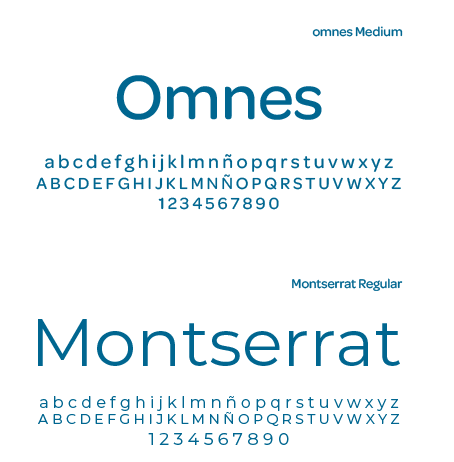 omnes Medium
Omnes
abcdefghijklmnñopqrstuvwxyz
ABCDEFGHIJKLMNÑOPQRSTUVWXYZ
1234567890
Montserrat Regular
Montserrat
abcdefghijklmnñopqrstuvwxyz
ABCDEFGHIJKLMNÑOPQRSTUVWXYZ
1234567890